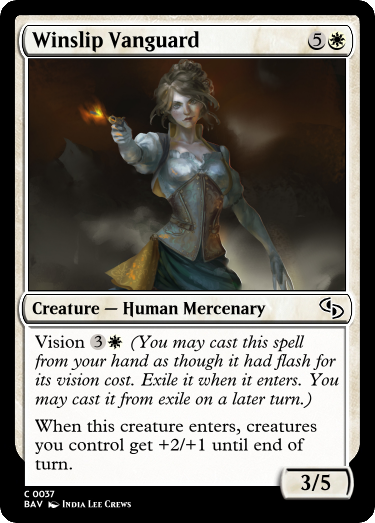 Winslip Vanguard 5
Creature — Human Mercenary
Vision 3 (You may cast this spell
from your hand as though it had flash for
its vision cost. Exile it when it enters. You
may cast it from exile on a later turn.)
When this creature enters, creatures
you control get +2/+1 until end of
turn.
3/5
C 0037
BAV India Lee Crews